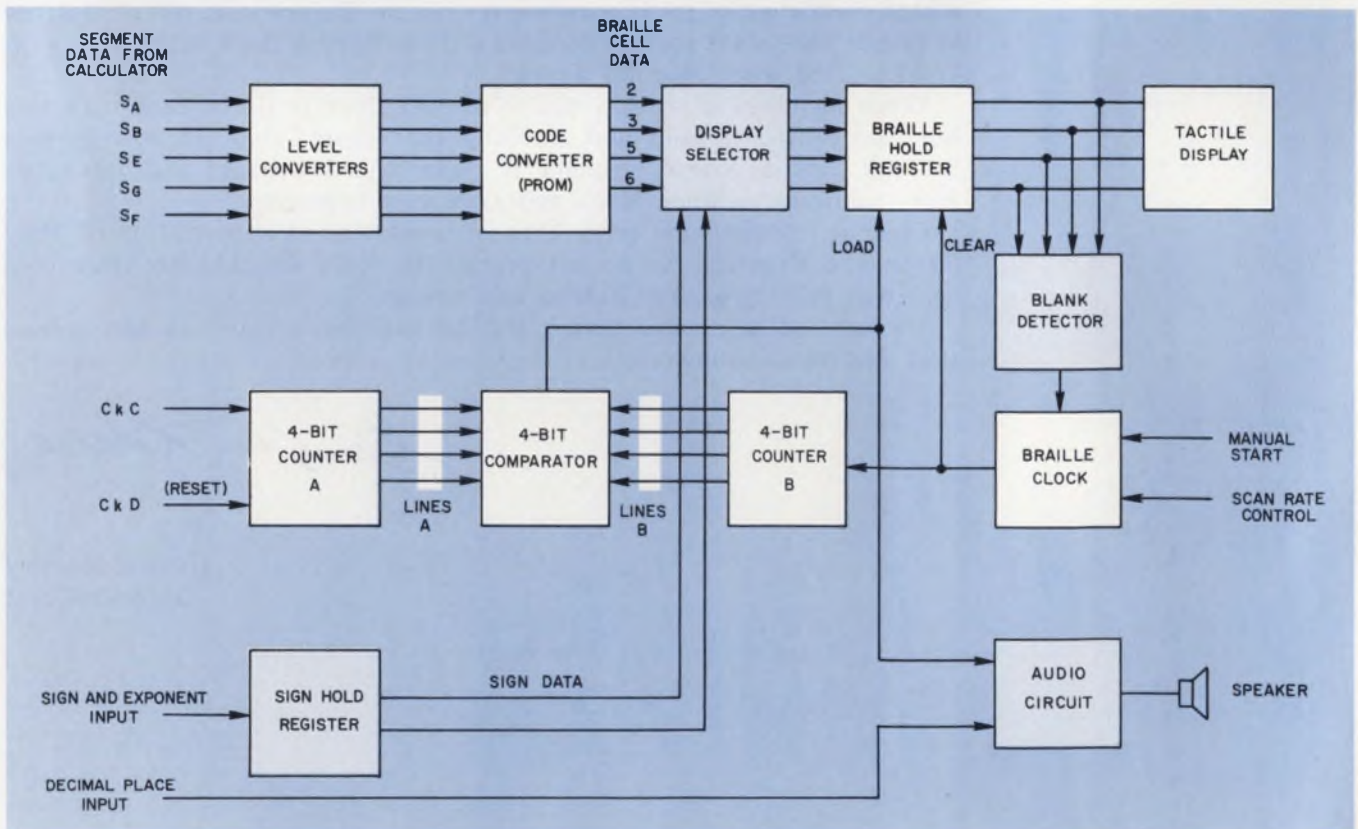 SEGMENT
DATA FROM
CALCULATOR
BRAILLE
CELL
DATA
SA
SB
SE
SG
SF
LEVEL
CONVERTERS
CODE
CONVERTER
(PROM)
2
3
5
6
DISPLAY
SELECTOR
BRAILLE
HOLD
REGISTER
TACTILE
DISPLAY
LOAD
CLEAR
BLANK
DETECTOR
CkC
CkD
(RESET)
4-BIT
COUNTER
A
LINES
A
4-BIT
COMPARATOR
LINES
B
4-BIT
COUNTER
B
BRAILLE
CLOCK
MANUAL
START
SCAN RATE
CONTROL
SIGN AND EXPONENT
INPUT
SIGN HOLD
REGISTER
SIGN DATA
AUDIO
CIRCUIT
SPEAKER
DECIMAL PLACE
INPUT